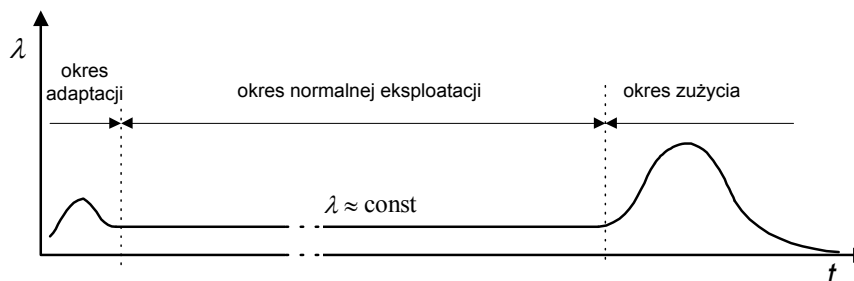 λ
okres
adaptacji
okres normalnej eksploatacji
okres zużycia
λ ≈ const
t